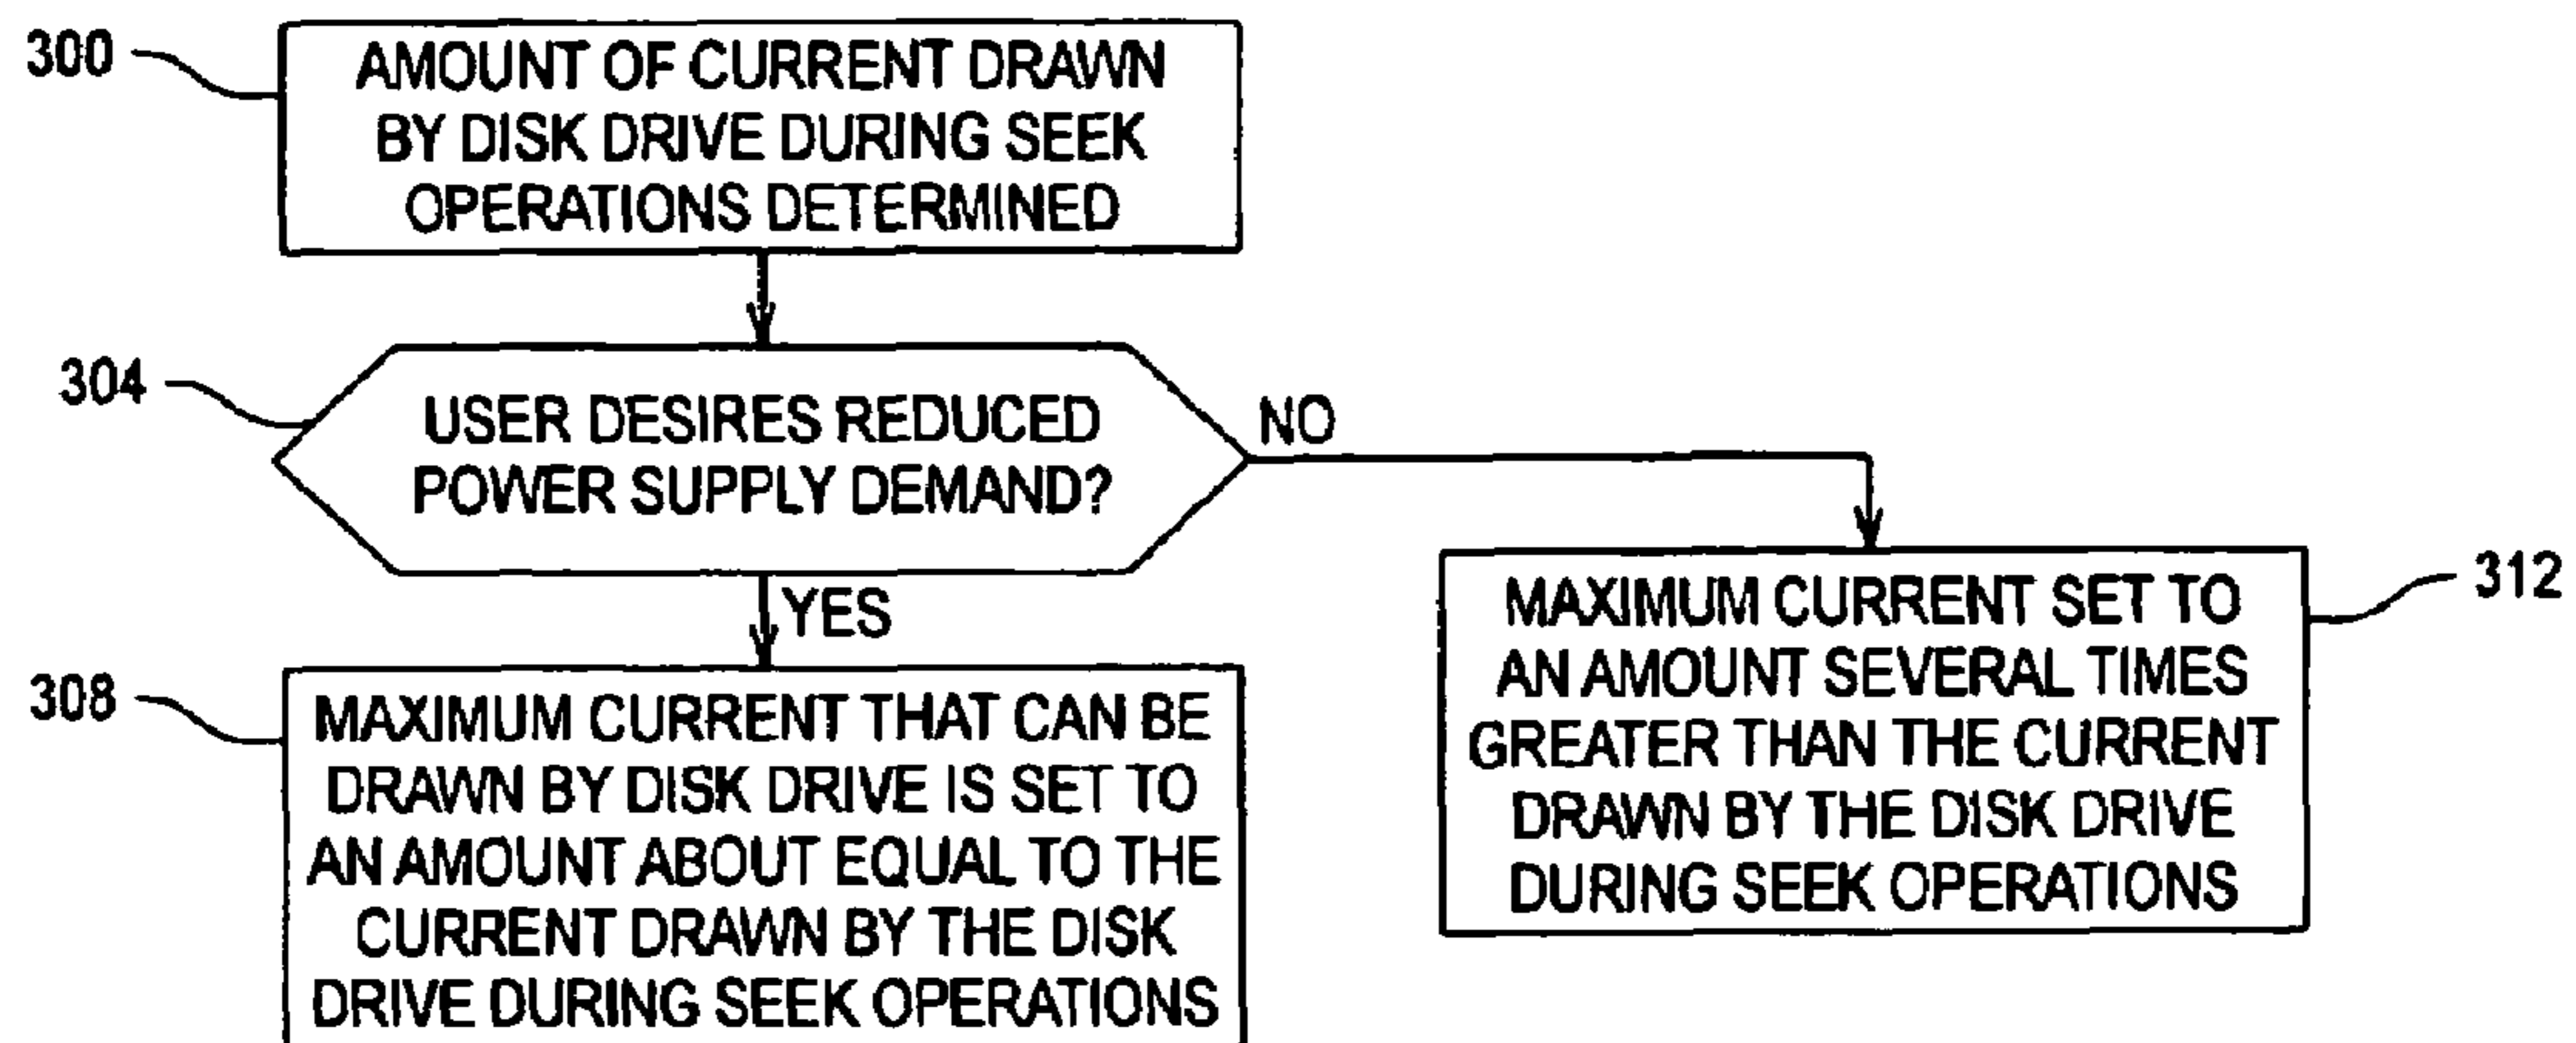 300
AMOUNT OF CURRENT DRAWN
BY DISK DRIVE DURING SEEK
OPERATIONS DETERMINED
304
USER DESIRES REDUCED
POWER SUPPLY DEMAND?
NO
YES
308
MAXIMUM CURRENT THAT CAN BE
DRAWN BY DISK DRIVE IS SET TO
AN AMOUNT ABOUT EQUAL TO THE
CURRENT DRAWN BY THE DISK
DRIVE DURING SEEK OPERATIONS
312
MAXIMUM CURRENT SET TO
AN AMOUNT SEVERAL TIMES
GREATER THAN THE CURRENT
DRAWN BY THE DISK DRIVE
DURING SEEK OPERATIONS